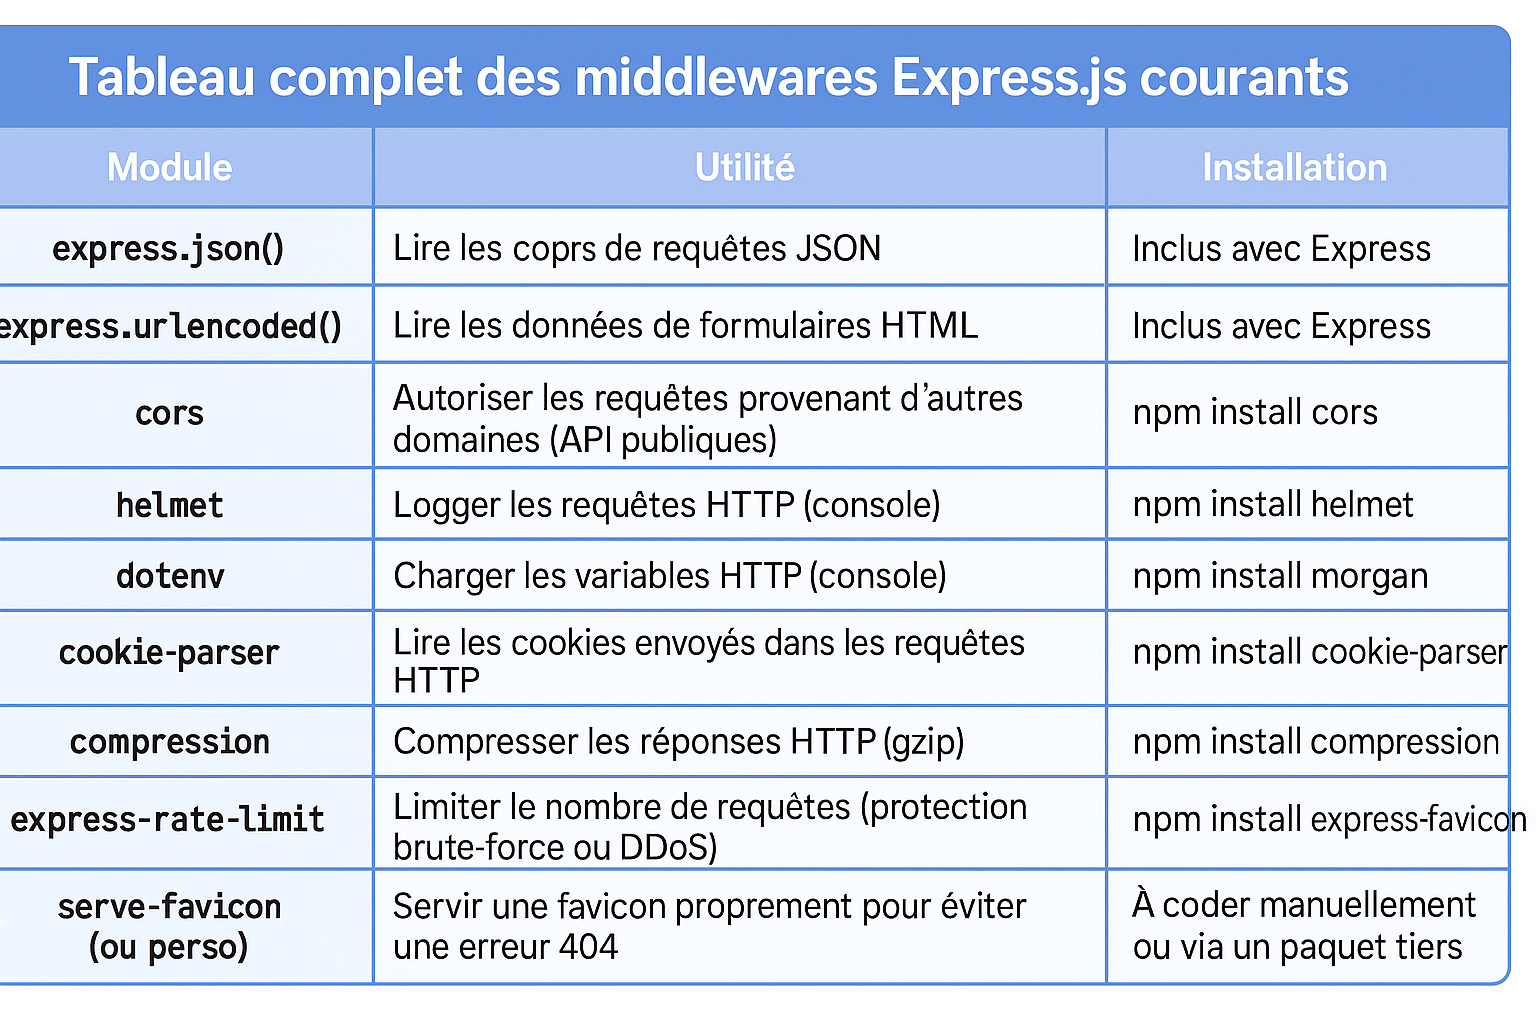 Tableau complet des middlewares Express.js courants
Module Utilité Installation
express.json() Lire les coprs de requêtes JSON Inclus avec Express
express.urlencoded() Lire les données de formulaires HTML Inclus avec Express
cors Autoriser les requêtes provenant d’autres npm install cors
domaines (API publiques)
helmet Logger les requêtes HTTP (console) npm install helmet
dotenv Charger les variables HTTP (console) npm install morgan
cookie-parser Lire les cookies envoyés dans les requêtes npm install cookie-parser
HTTP
compression Compresser les réponses HTTP (gzip) npm install compression
express-rate-limit Limiter le nombre de requêtes (protection npm install express-favicon
brute-force ou DDoS)
serve-favicon Servir une favicon proprement pour éviter À coder manuellement
(ou perso) une erreur 404 ou via un paquet tiers